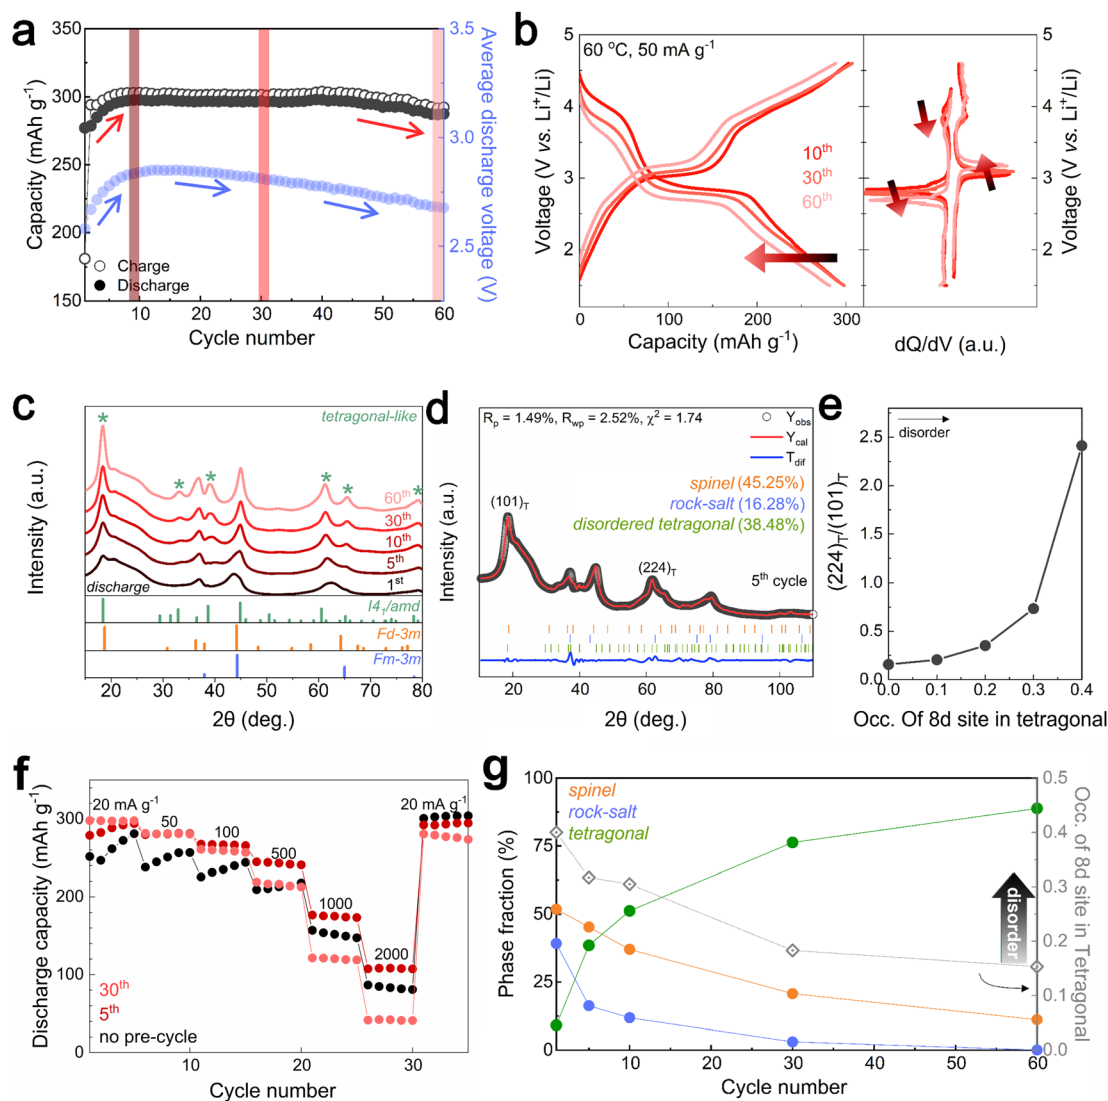 a
350
300
250
200
150
Capacity (mAh g⁻¹)
3.5
3.0
2.5
Average discharge voltage (V)
Charge
Discharge
10 20 30 40 50 60
Cycle number
b
60 °C, 50 mA g⁻¹
5
4
3
2
Voltage (V vs. Li⁺/Li)
10th
30th
60th
0 100 200 300
Capacity (mAh g⁻¹)
5
4
3
2
Voltage (V vs. Li⁺/Li)
dQ/dV (a.u.)
c
tetragonal-like
* * * * * *
60th
30th
10th
5th
1st
discharge
I4₁/amd
Fd-3m
Fm-3m
Intensity (a.u.)
20 30 40 50 60 70 80
2θ (deg.)
d
Rp = 1.49%, Rwp = 2.52%, χ² = 1.74
Yobs
Ycal
Tdif
spinel (45.25%)
rock-salt (16.28%)
disordered tetragonal (38.48%)
(101)T
(224)T
5th cycle
Intensity (a.u.)
20 40 60 80 100
2θ (deg.)
e
disorder
2.5
2.0
1.5
1.0
0.5
0.0
(224)T/(101)T
0.0 0.1 0.2 0.3 0.4
Occ. Of 8d site in tetragonal
f
20 mA g⁻¹
50
100
500
1000
2000
20 mA g⁻¹
400
300
200
100
0
Discharge capacity (mAh g⁻¹)
30th
5th
no pre-cycle
10 20 30
Cycle number
g
spinel
rock-salt
tetragonal
100
75
50
25
0
Phase fraction (%)
0.5
0.4
0.3
0.2
0.1
0.0
Occ. of 8d site in Tetragonal
disorder
10 20 30 40 50 60
Cycle number